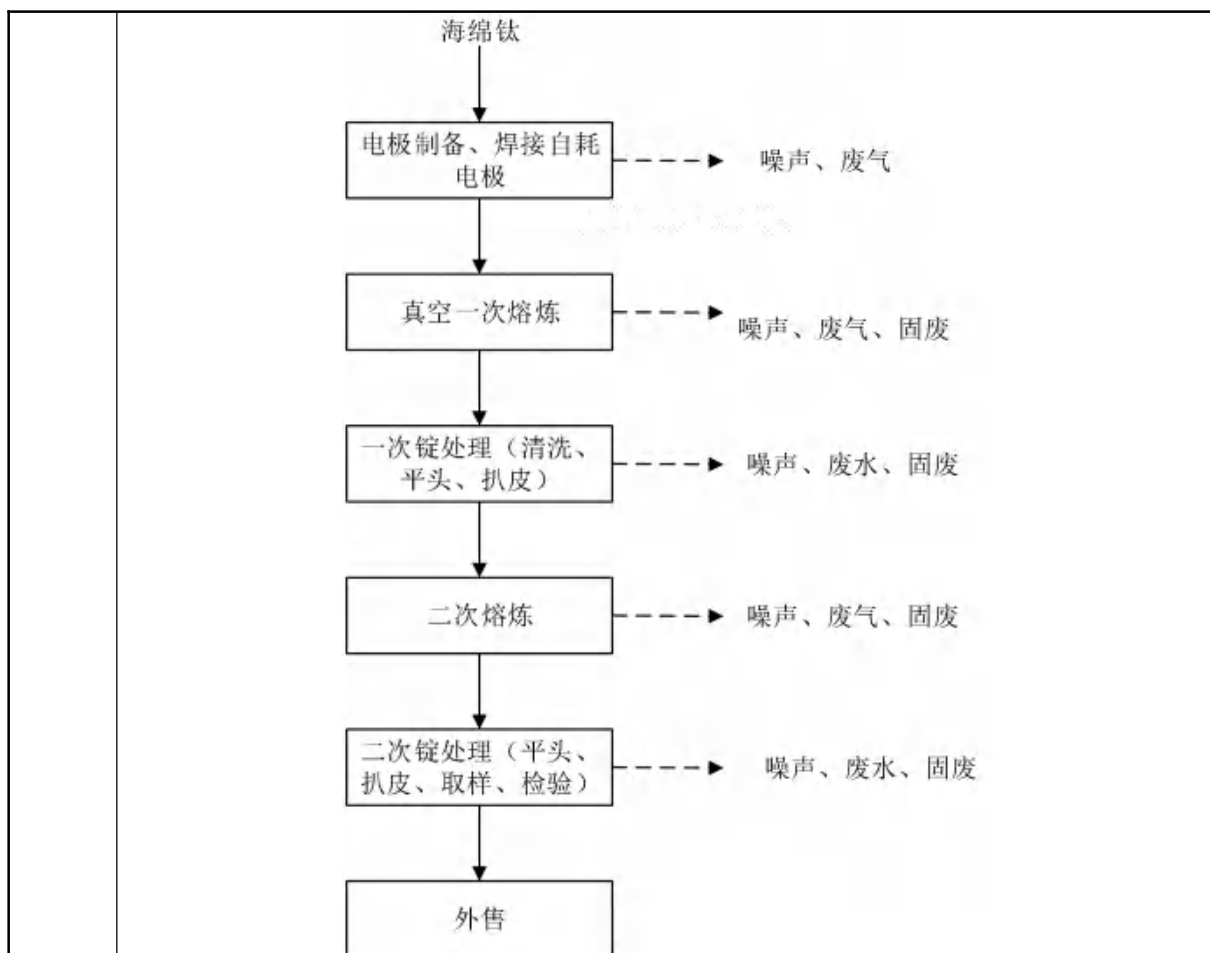 海绵钛
电极制备、焊接自耗
电极
噪声、废气
真空一次熔炼
噪声、废气、固废
一次锭处理（清洗、
平头、扒皮）
噪声、废水、固废
二次熔炼
噪声、废气、固废
二次锭处理（平头、
扒皮、取样、检验）
噪声、废水、固废
外售